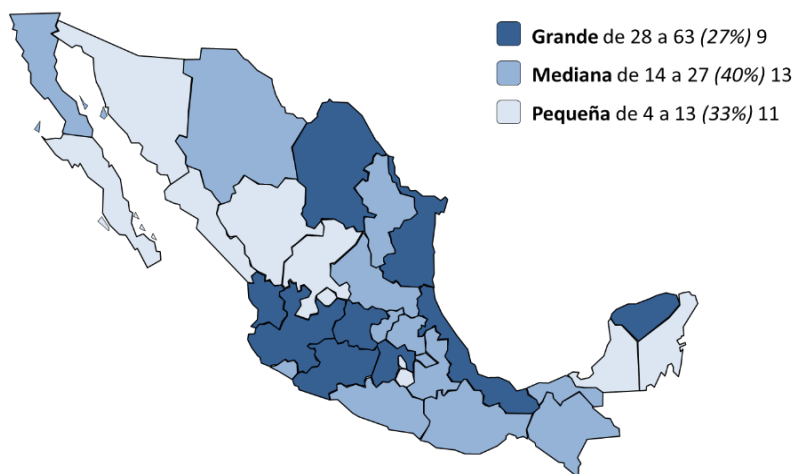 Grande de 28 a 63 (27%) 9
Mediana de 14 a 27 (40%) 13
Pequeña de 4 a 13 (33%) 11